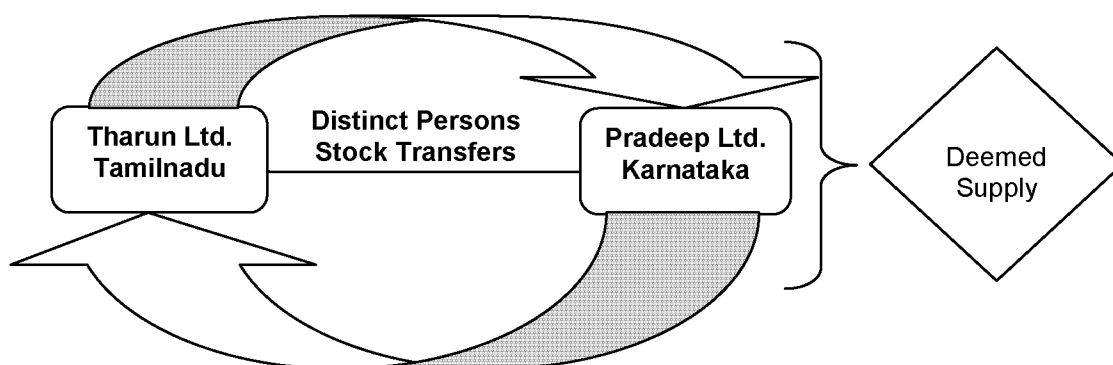 Tharun Ltd.
Tamilnadu
Distinct Persons
Stock Transfers
Pradeep Ltd.
Karnataka
Deemed
Supply